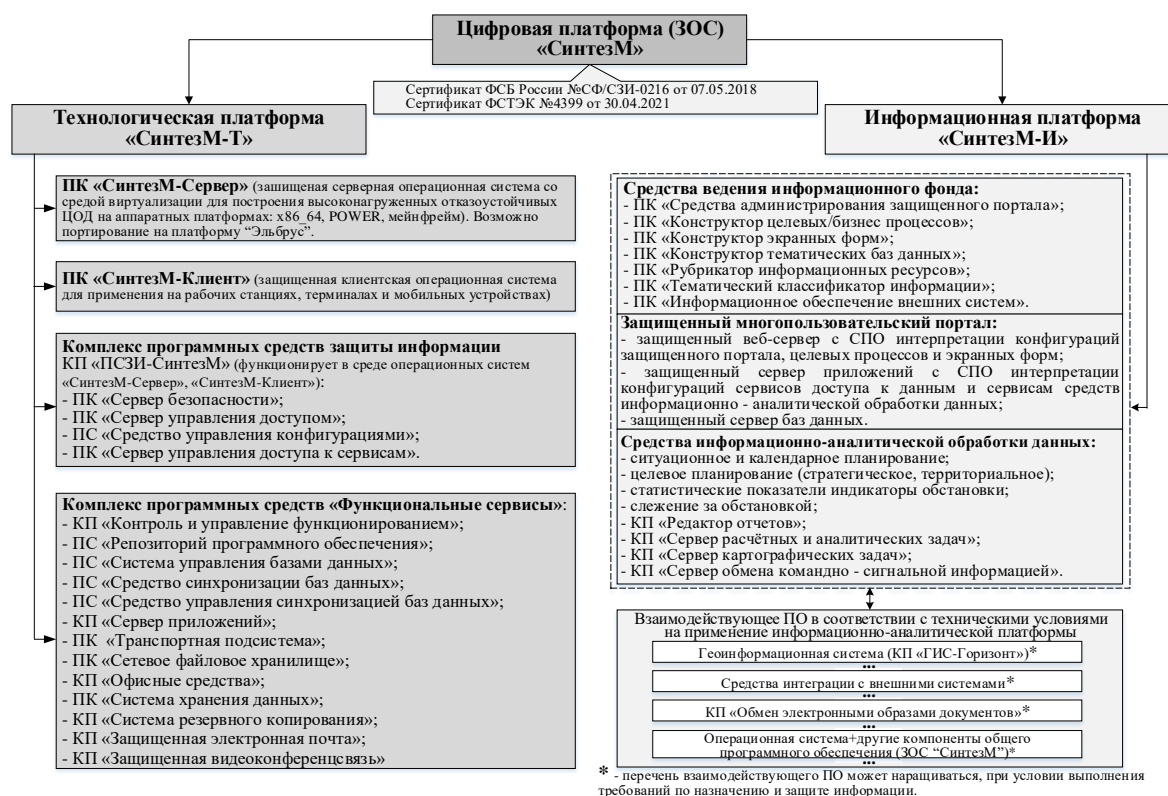 Цифровая платформа (ЗОС)
«СинтезМ»
Сертификат ФСБ России №СФ/СЗИ-0216 от 07.05.2018
Сертификат ФСТЭК №4399 от 30.04.2021
Технологическая платформа
«СинтезМ-Т»
ПК «СинтезМ-Сервер» (зашищеная серверная операционная система со
средой виртуализации для построения высоконагруженных отказоустойчивых
ЦОД на аппаратных платформах: x86_64, POWER, мейнфрейм). Возможно
портирование на платформу “Эльбрус”.
ПК «СинтезМ-Клиент» (защищенная клиентская операционная система
для применения на рабочих станциях, терминалах и мобильных устройствах)
Комплекс программных средств защиты информации
КП «ПСЗИ-СинтезМ» (функционирует в среде операционных систем
«СинтезМ-Сервер», «СинтезМ-Клиент»):
- ПК «Сервер безопасности»;
- ПК «Сервер управления доступом»;
- ПС «Средство управления конфигурациями»;
- ПК «Сервер управления доступа к сервисам».
Комплекс программных средств «Функциональные сервисы»:
- КП «Контроль и управление функционированием»;
- ПС «Репозиторий программного обеспечения»;
- ПС «Система управления базами данных»;
- ПС «Средство синхронизации баз данных»;
- ПС «Средство управления синхронизацией баз данных»;
- КП «Сервер приложений»;
- ПК «Транспортная подсистема»;
- ПК «Сетевое файловое хранилище»;
- КП «Офисные средства»;
- ПК «Система хранения данных»;
- КП «Система резервного копирования»;
- КП «Защищенная электронная почта»;
- КП «Защищенная видеоконференцсвязь»
Информационная платформа
«СинтезМ-И»
Средства ведения информационного фонда:
- ПК «Средства администрирования защищенного портала»;
- ПК «Конструктор целевых/бизнес процессов»;
- ПК «Конструктор экранных форм»;
- ПК «Конструктор тематических баз данных»;
- ПК «Рубрикатор информационных ресурсов»;
- ПК «Тематический классификатор информации»;
- ПК «Информационное обеспечение внешних систем».
Защищенный многопользовательский портал:
- защищенный веб-сервер с СПО интерпретации конфигураций
защищенного портала, целевых процессов и экранных форм;
- защищенный сервер приложений с СПО интерпретации
конфигураций сервисов доступа к данным и сервисам средств
информационно - аналитической обработки данных;
- защищенный сервер баз данных.
Средства информационно-аналитической обработки данных:
- ситуационное и календарное планирование;
- целевое планирование (стратегическое, территориальное);
- статистические показатели индикаторы обстановки;
- слежение за обстановкой;
- КП «Редактор отчетов»;
- КП «Сервер расчётных и аналитических задач»;
- КП «Сервер картографических задач»;
- КП «Сервер обмена командно - сигнальной информацией».
Взаимодействующее ПО в соответствии с техническими условиями
на применение информационно-аналитической платформы
Геоинформационная система (КП «ГИС-Горизонт»)*
...
Средства интеграции с внешними системами*
...
КП «Обмен электронными образами документов»*
...
Операционная система+другие компоненты общего
программного обеспечения (ЗОС “СинтезМ”)*
...
* - перечень взаимодействующего ПО может наращиваться, при условии выполнения
требований по назначению и защите информации.